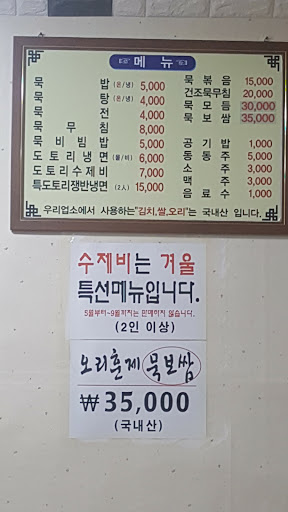 메뉴
묵밥 (온/냉) 5,000
묵탕 (온/냉) 4,000
묵전 4,000
묵무침 8,000
묵비빔밥 5,000
도토리냉면 (물/비) 6,000
도토리수제비 7,000
특도토리쟁반냉면 (2人) 15,000
묵볶음 15,000
건조묵무침 20,000
묵모듬 30,000
묵보쌈 35,000
공기밥 1,000
동동주 5,000
소주 3,000
맥주 3,000
음료수 1,000
우리업소에서 사용하는"김치,쌀,오리"는 국내산 입니다.
수제비는 겨울
특선메뉴입니다.
5월부터~9월까지는 판매하지 않습니다.
(2인 이상)
오리훈제 묵보쌈
₩35,000
(국내산)